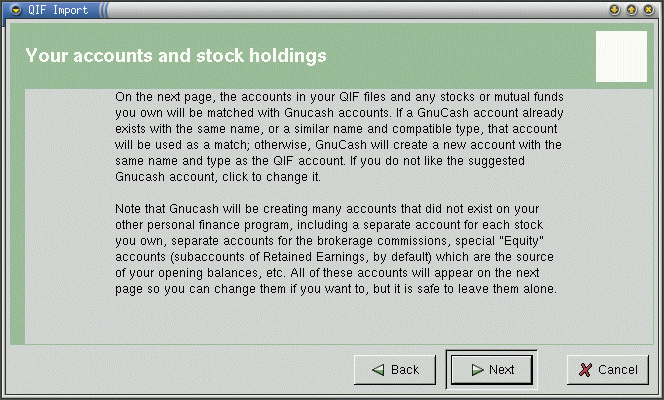 QIF Import
Your accounts and stock holdings
On the next page, the accounts in your QIF files and any stocks or mutual funds
you own will be matched with Gnucash accounts. If a GnuCash account already
exists with the same name, or a similar name and compatible type, that account
will be used as a match; otherwise, GnuCash will create a new account with the
same name and type as the QIF account. If you do not like the suggested
Gnucash account, click to change it.
Note that Gnucash will be creating many accounts that did not exist on your
other personal finance program, including a separate account for each stock
you own, separate accounts for the brokerage commissions, special "Equity"
accounts (subaccounts of Retained Earnings, by default) which are the source
of your opening balances, etc. All of these accounts will appear on the next
page so you can change them if you want to, but it is safe to leave them alone.
Back
Next
Cancel